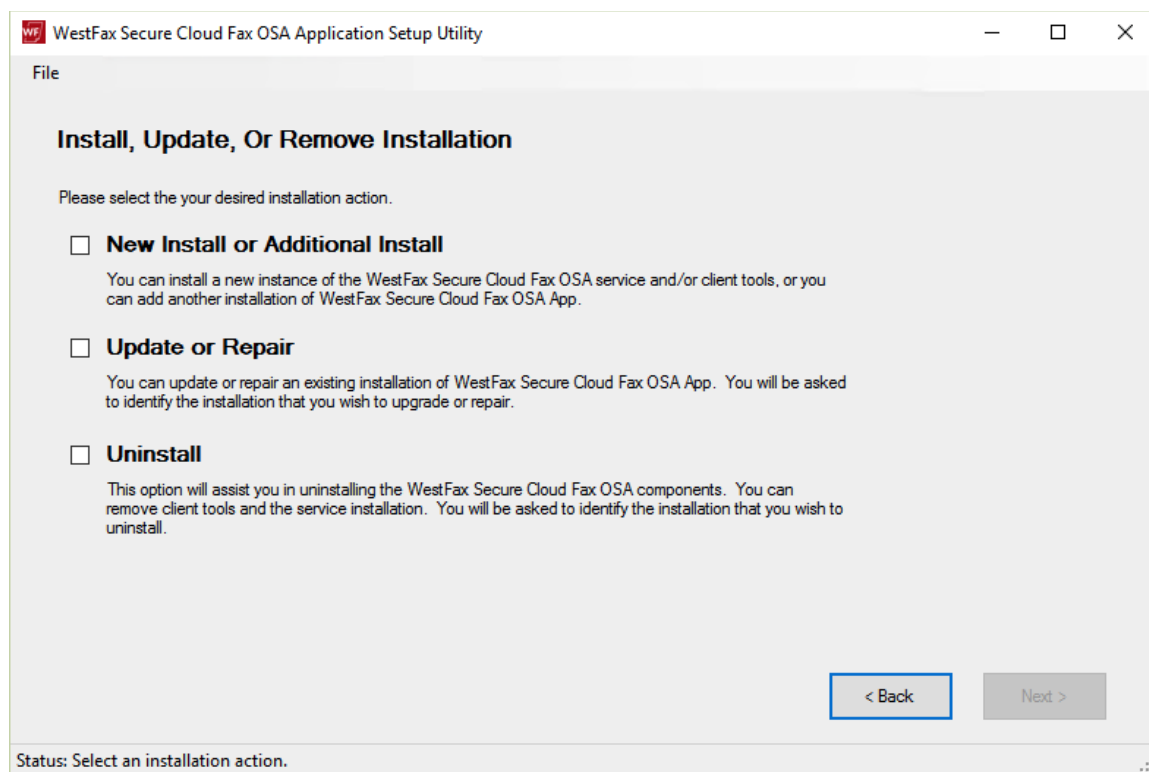 WF WestFax Secure Cloud Fax OSA Application Setup Utility
File
Install, Update, Or Remove Installation
Please select the your desired installation action.
New Install or Additional Install
You can install a new instance of the WestFax Secure Cloud Fax OSA service and/or client tools, or you
can add another installation of WestFax Secure Cloud Fax OSA App.
Update or Repair
You can update or repair an existing installation of WestFax Secure Cloud Fax OSA App.  You will be asked
to identify the installation that you wish to upgrade or repair.
Uninstall
This option will assist you in uninstalling the WestFax Secure Cloud Fax OSA components.  You can
remove client tools and the service installation.  You will be asked to identify the installation that you wish to
uninstall.
< Back Next >
Status: Select an installation action.